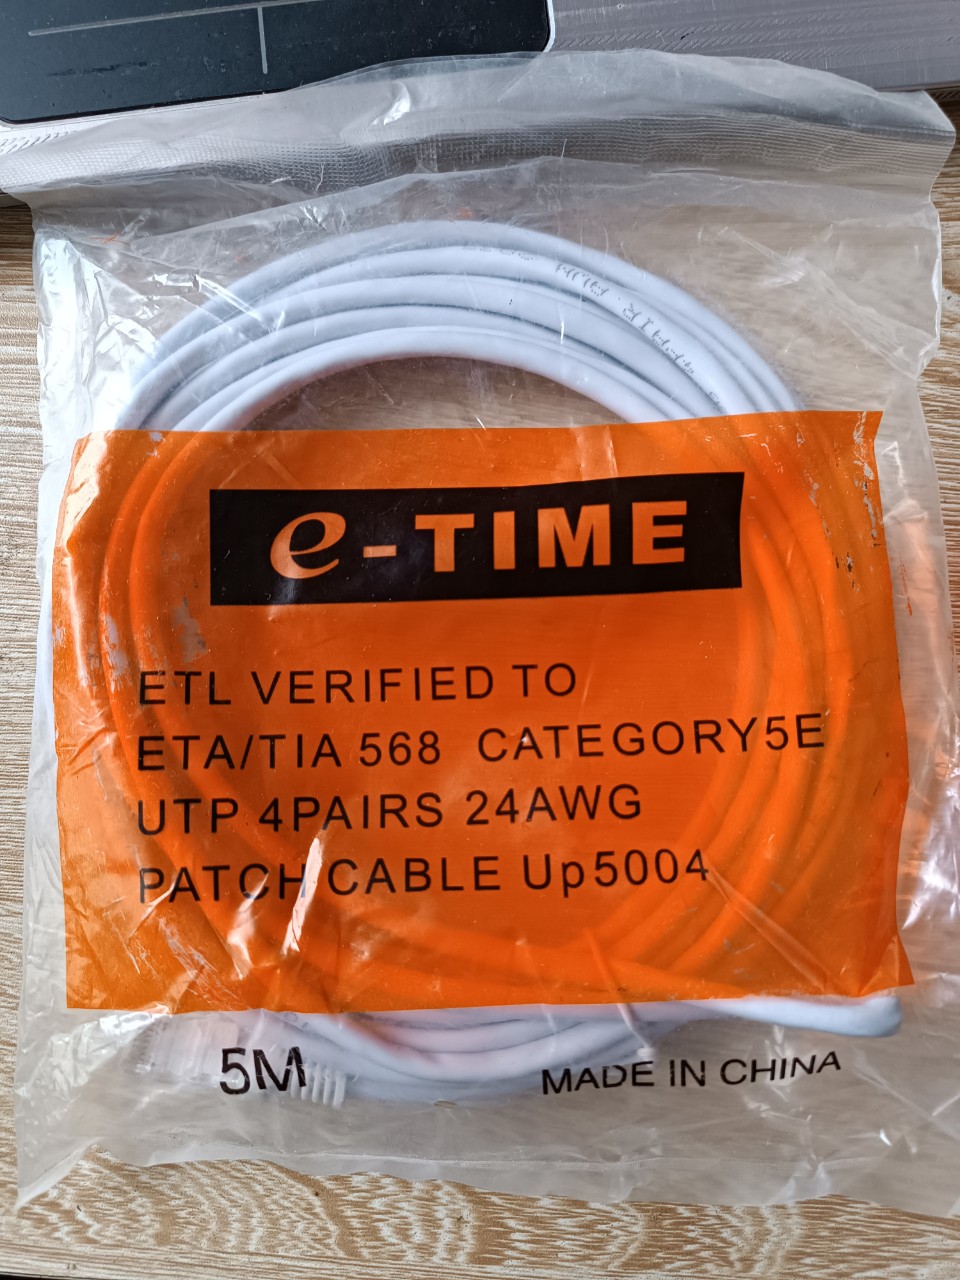 e-TIME
ETL VERIFIED TO
ETA/TIA 568 CATEGORY5E
UTP 4PAIRS 24AWG
PATCH CABLE Up5004
5M
MADE IN CHINA